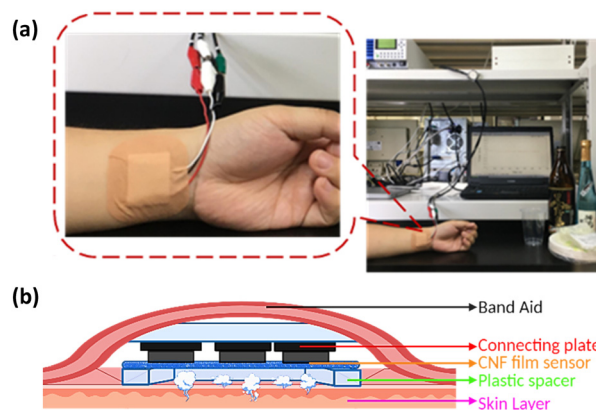 (a)
(b)
Band Aid
Connecting plate
CNF film sensor
Plastic spacer
Skin Layer